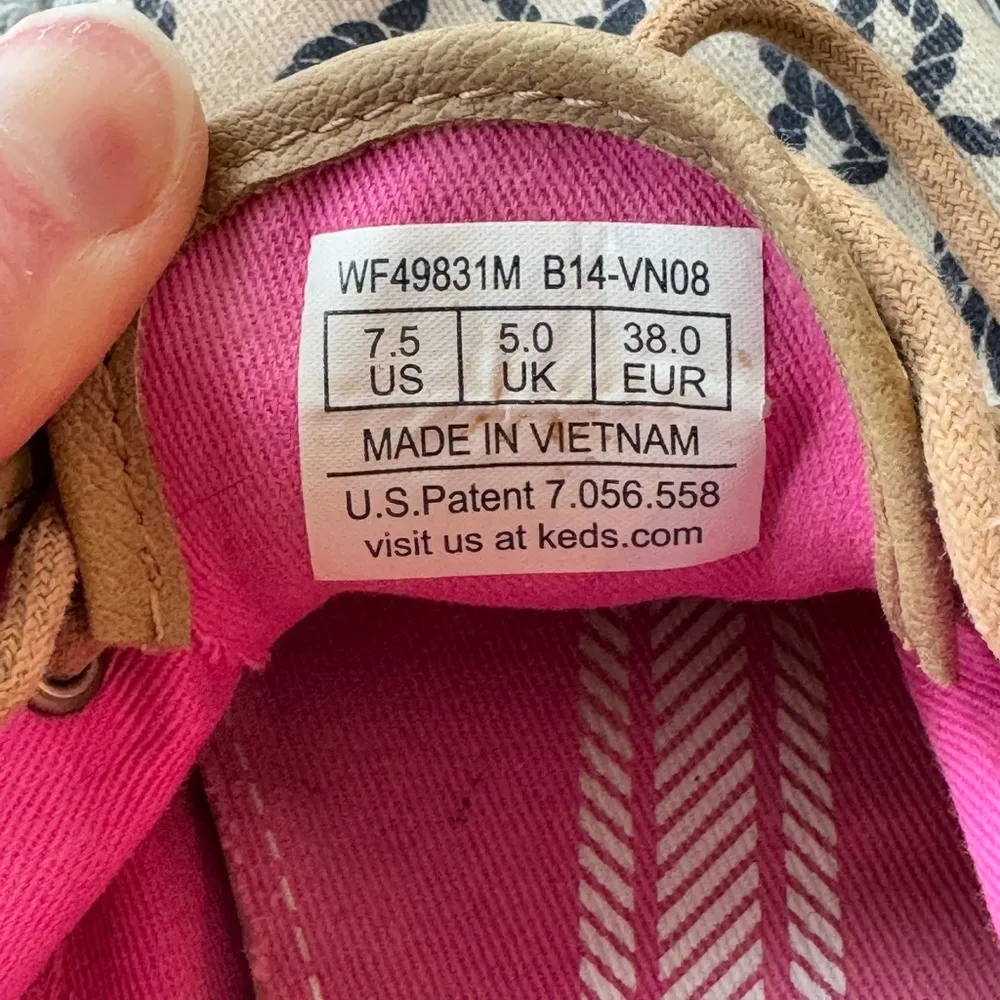 WF49831M B14-VN08
7.5 5.0 38.0
US UK EUR
MADE IN VIETNAM
U.S.Patent 7.056.558
visit us at keds.com